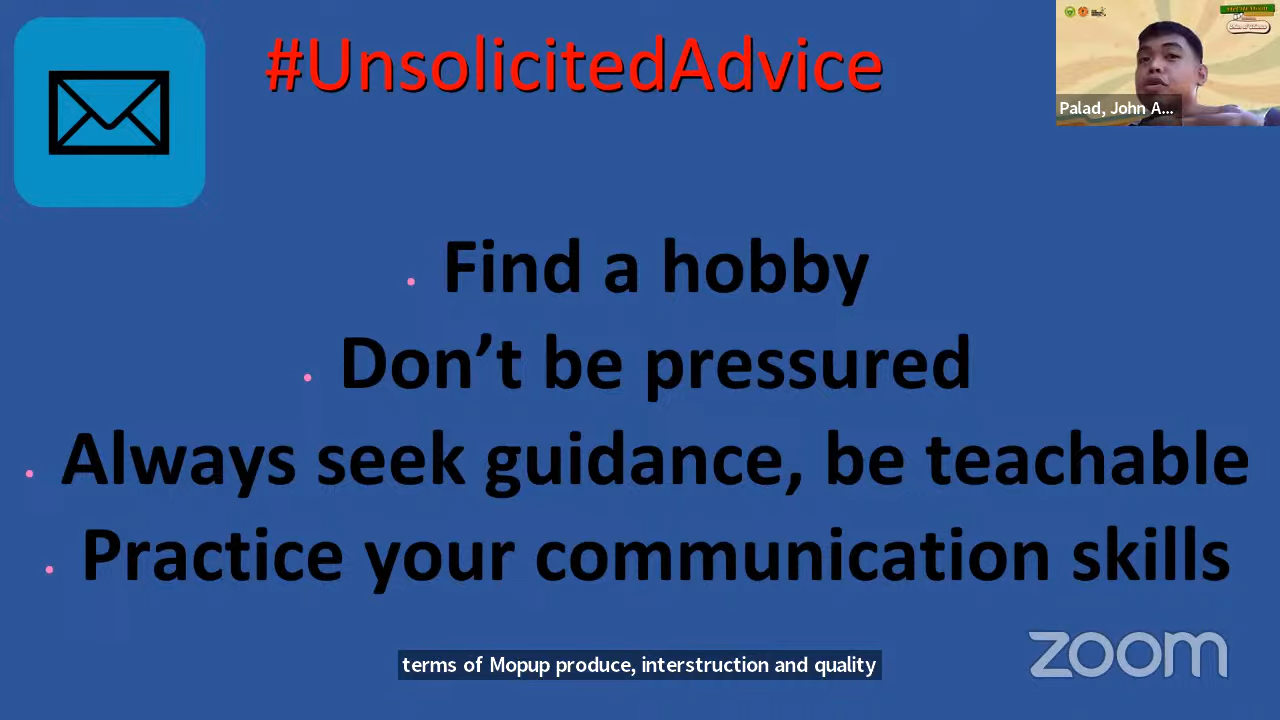 #UnsolicitedAdvice
Palad, John A...
Find a hobby
Don’t be pressured
Always seek guidance, be teachable
Practice your communication skills
terms of Mopup produce, interstruction and quality
zoom